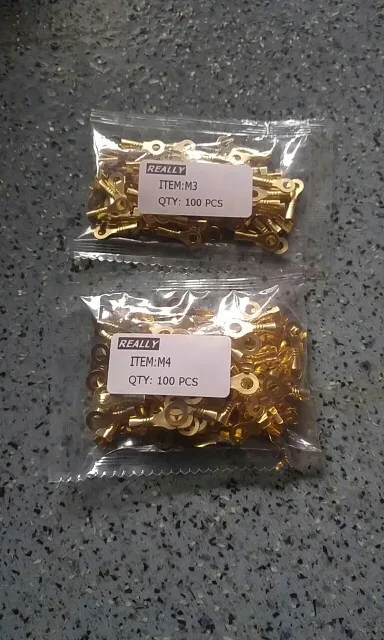 REALLY
ITEM:M3
QTY: 100 PCS
REALLY
ITEM:M4
QTY: 100 PCS